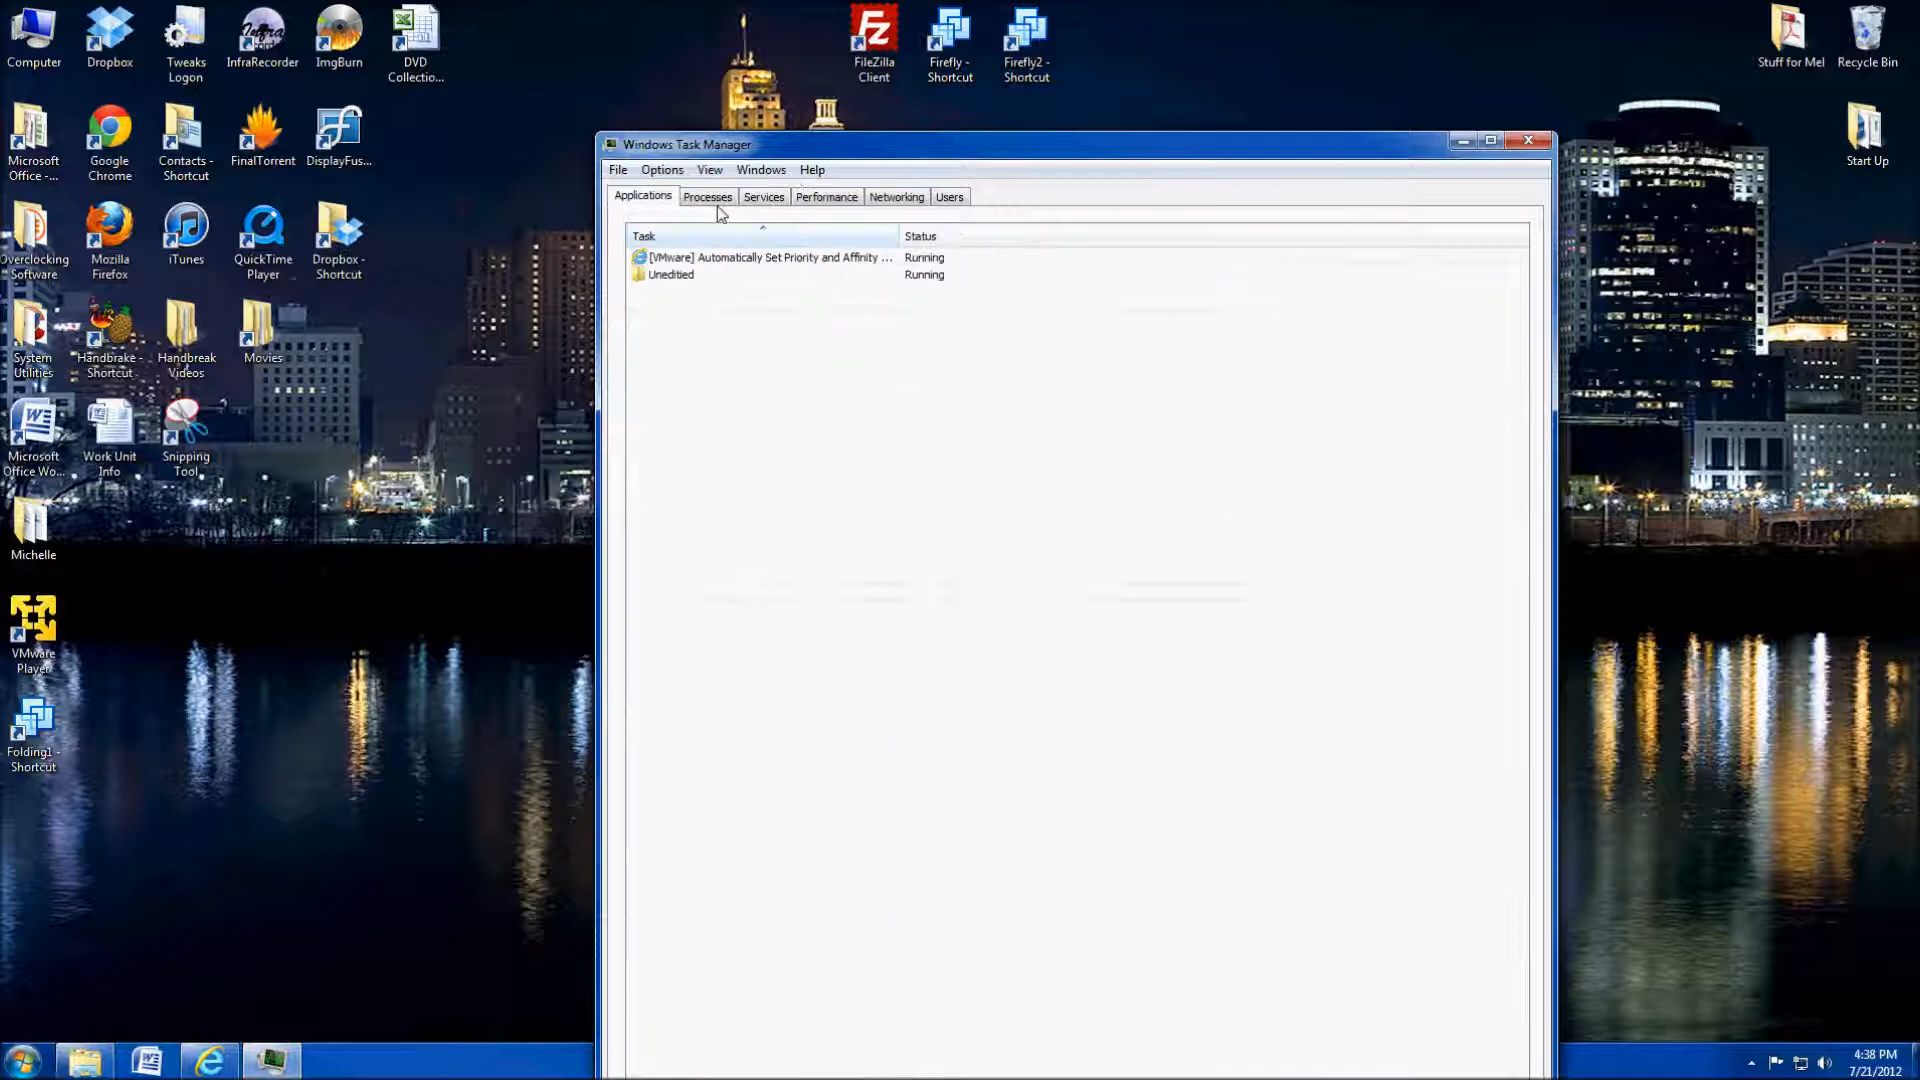 Computer
Dropbox
Tweaks
Logon
InfraRecorder
ImgBurn
DVD
Collectio...
FileZilla
Client
Firefly -
Shortcut
Firefly2 -
Shortcut
Stuff for Me!
Recycle Bin
Microsoft
Office -...
Google
Chrome
Contacts -
Shortcut
FinalTorrent
DisplayFus...
Start Up
Windows Task Manager
File Options View Windows Help
Applications Processes Services Performance Networking Users
Task Status
[VMware] Automatically Set Priority and Affinity ... Running
Unedited Running
Overclocking
Software
Mozilla
Firefox
iTunes
QuickTime
Player
Dropbox -
Shortcut
System
Utilities
Handbrake -
Shortcut
Handbreak
Videos
Movies
Microsoft
Office Wo...
Work Unit
Info
Snipping
Tool
Michelle
VMware
Player
Folding1 -
Shortcut
4:38 PM
7/21/2012